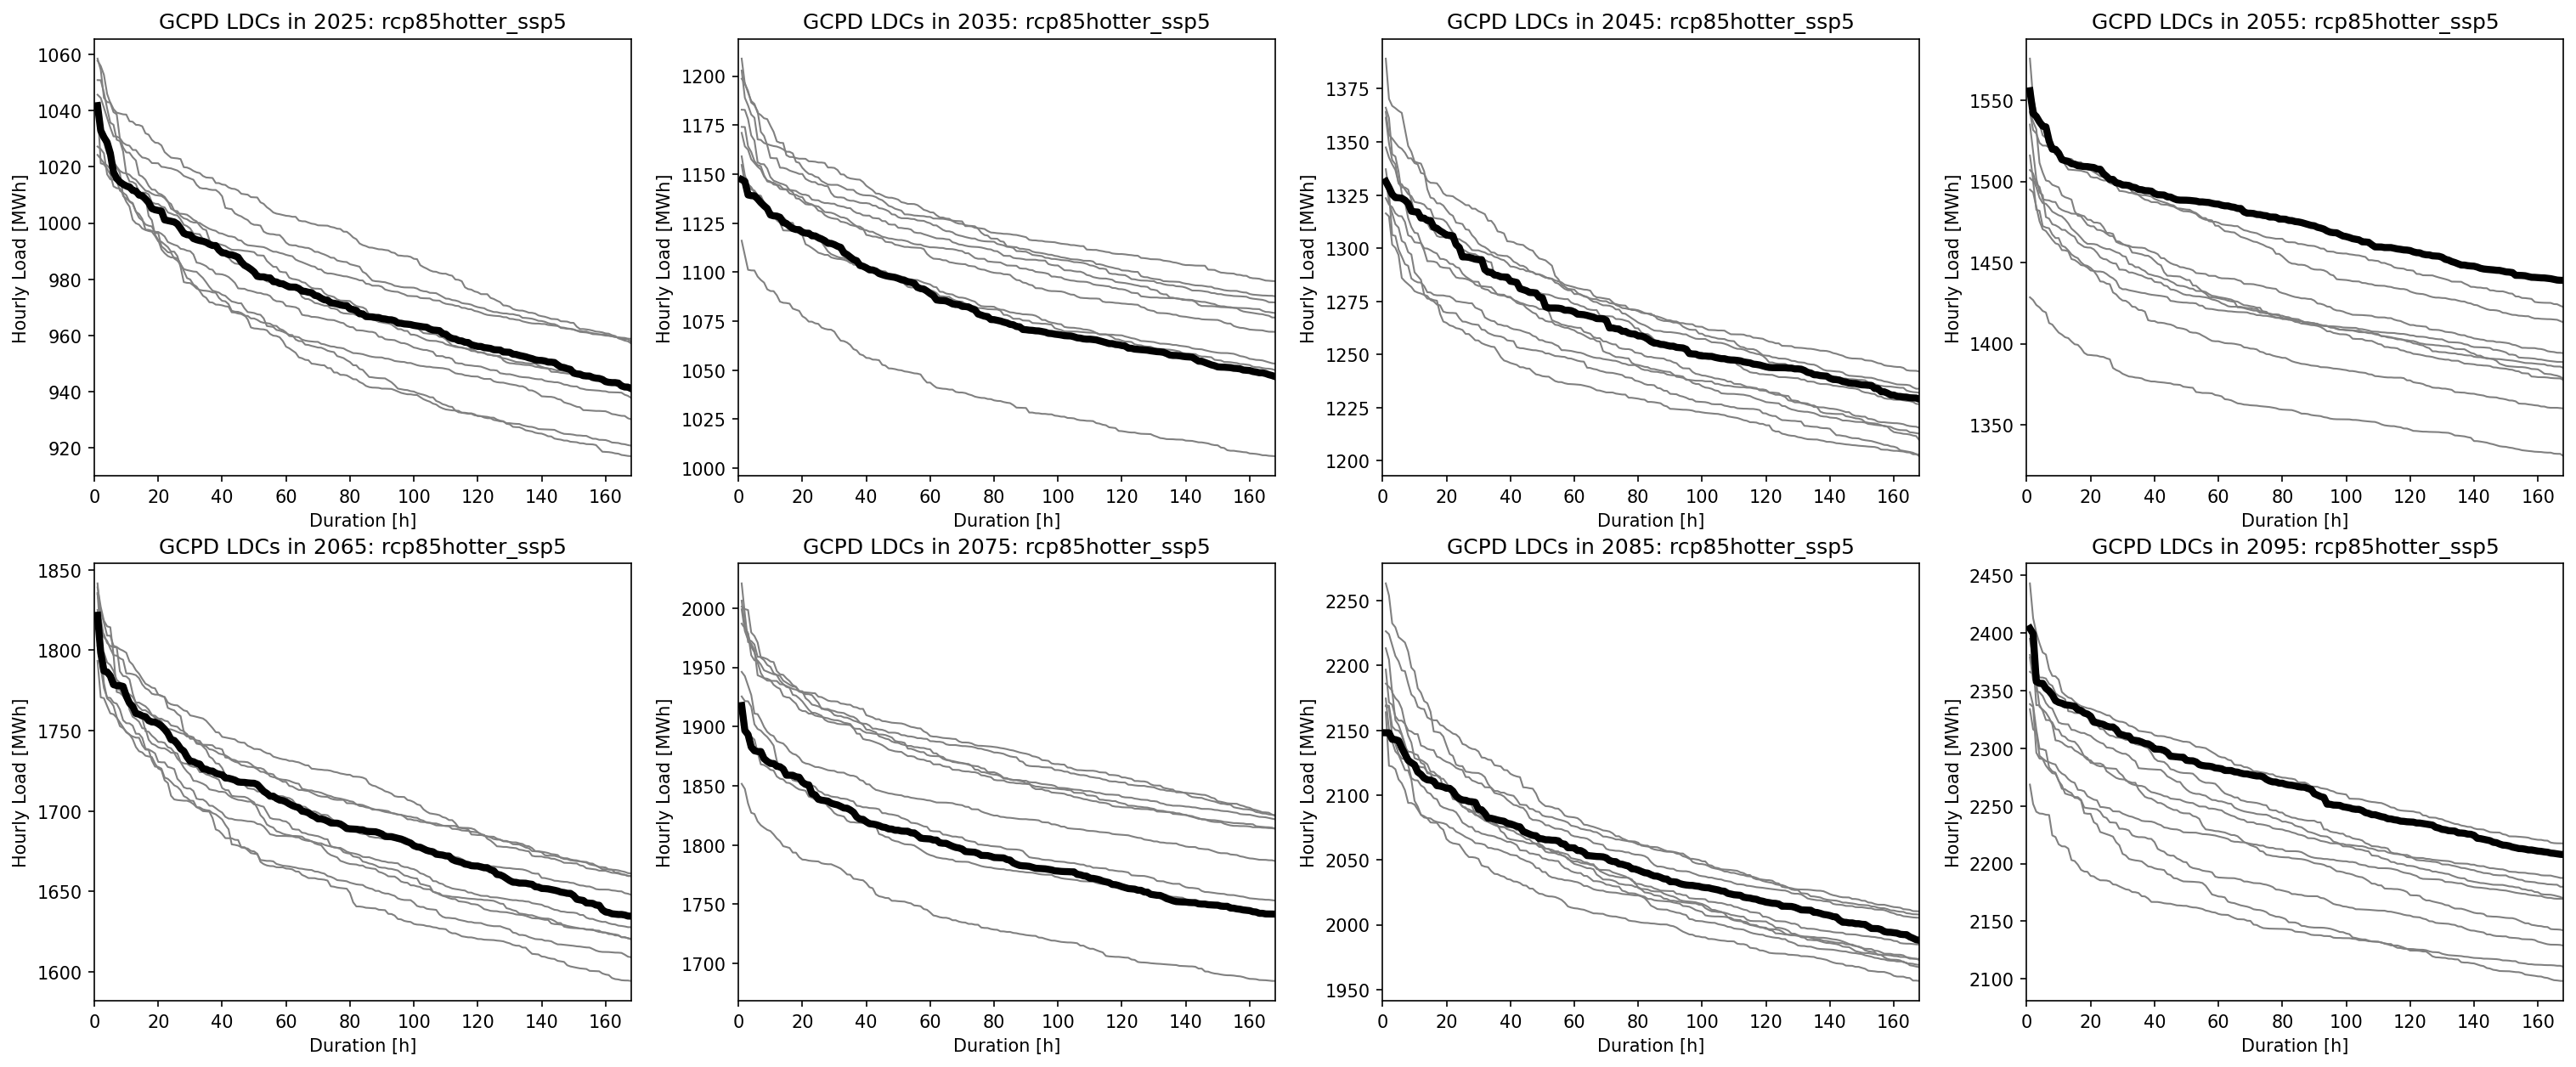 GCPD LDCs in 2025: rcp85hotter_ssp5
1060
1040
1020
1000
980
960
940
920
Hourly Load [MWh]
0 20 40 60 80 100 120 140 160
Duration [h]
GCPD LDCs in 2035: rcp85hotter_ssp5
1200
1175
1150
1125
1100
1075
1050
1025
1000
Hourly Load [MWh]
0 20 40 60 80 100 120 140 160
Duration [h]
GCPD LDCs in 2045: rcp85hotter_ssp5
1375
1350
1325
1300
1275
1250
1225
1200
Hourly Load [MWh]
0 20 40 60 80 100 120 140 160
Duration [h]
GCPD LDCs in 2055: rcp85hotter_ssp5
1550
1500
1450
1400
1350
Hourly Load [MWh]
0 20 40 60 80 100 120 140 160
Duration [h]
GCPD LDCs in 2065: rcp85hotter_ssp5
1850
1800
1750
1700
1650
1600
Hourly Load [MWh]
0 20 40 60 80 100 120 140 160
Duration [h]
GCPD LDCs in 2075: rcp85hotter_ssp5
2000
1950
1900
1850
1800
1750
1700
Hourly Load [MWh]
0 20 40 60 80 100 120 140 160
Duration [h]
GCPD LDCs in 2085: rcp85hotter_ssp5
2250
2200
2150
2100
2050
2000
1950
Hourly Load [MWh]
0 20 40 60 80 100 120 140 160
Duration [h]
GCPD LDCs in 2095: rcp85hotter_ssp5
2450
2400
2350
2300
2250
2200
2150
2100
Hourly Load [MWh]
0 20 40 60 80 100 120 140 160
Duration [h]